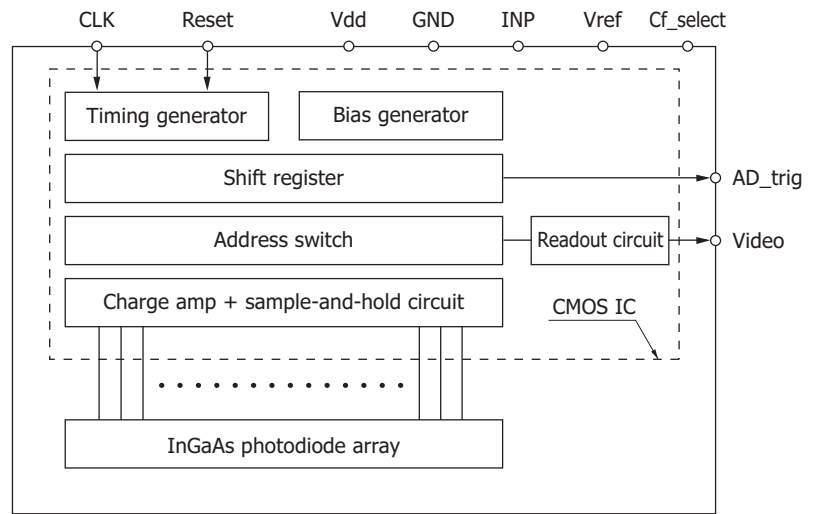 CLK Reset Vdd GND INP Vref Cf_select
Timing generator
Bias generator
Shift register
AD_trig
Address switch
Readout circuit
Video
Charge amp + sample-and-hold circuit
CMOS IC
InGaAs photodiode array